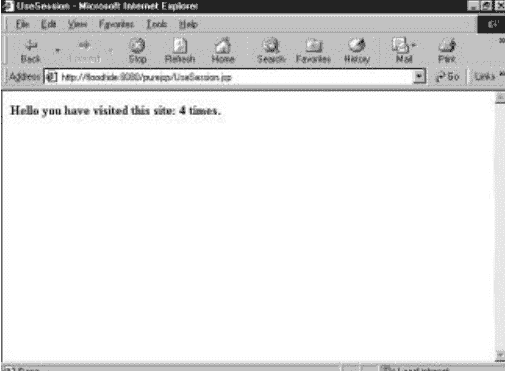 UseSession - Microsoft Internet Explorer
File Edit View Favorites Tools Help
Back Forward Stop Refresh Home Search Favorites History Mail Print
Address http://floodtide:8080/purejsp/UseSession.jsp Go Links
Hello you have visited this site: 4 times.
Local intranet